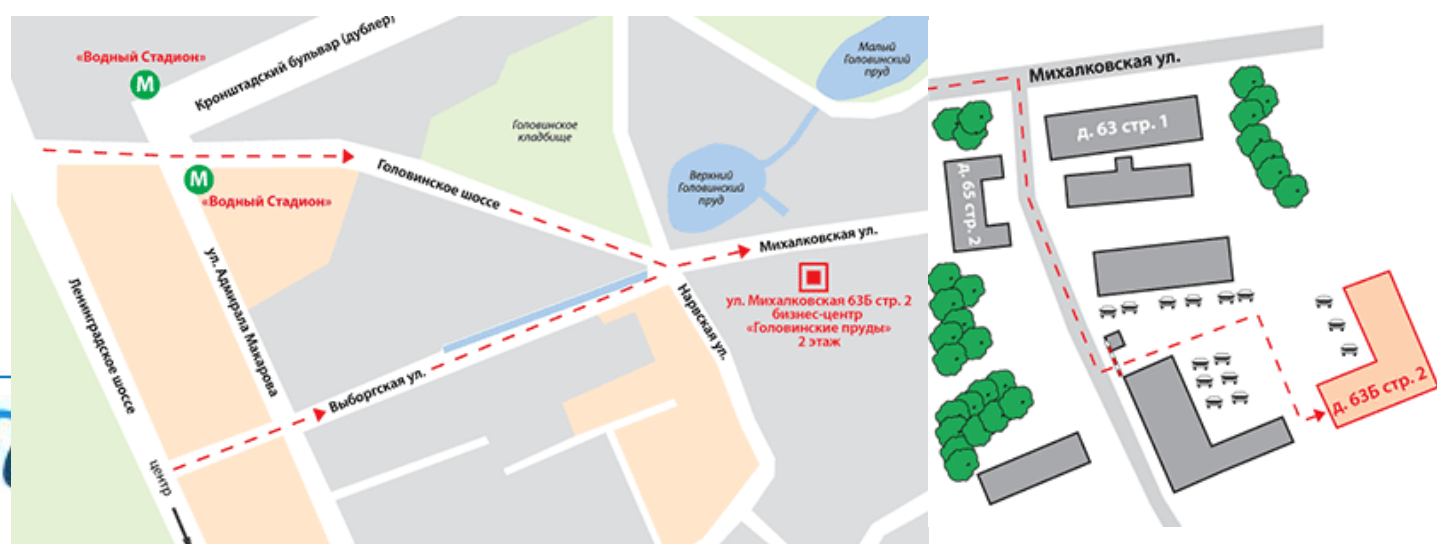 «Водный Стадион»
М
Кронштадский бульвар (дублер)
Малый
Головинский
пруд
Головинское
кладбище
Головинское шоссе
Верхний
Головинский
пруд
М
«Водный Стадион»
Михалковская ул.
ул. Михалковская 63Б стр. 2
бизнес-центр
«Головинские пруды»
2 этаж
Ленинградское шоссе
ул. Адмирала Макарова
Нарвская ул.
Выборгская ул.
центр
Михалковская ул.
д. 63 стр. 1
д. 65 стр. 2
д. 63Б стр. 2